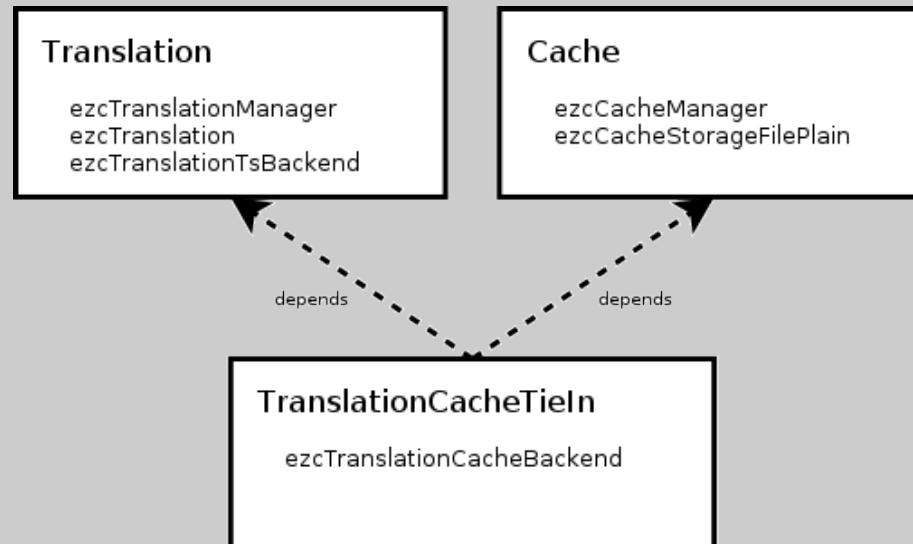 Translation
ezcTranslationManager
ezcTranslation
ezcTranslationTsBackend
Cache
ezcCacheManager
ezcCacheStorageFilePlain
depends
depends
TranslationCacheTieIn
ezcTranslationCacheBackend